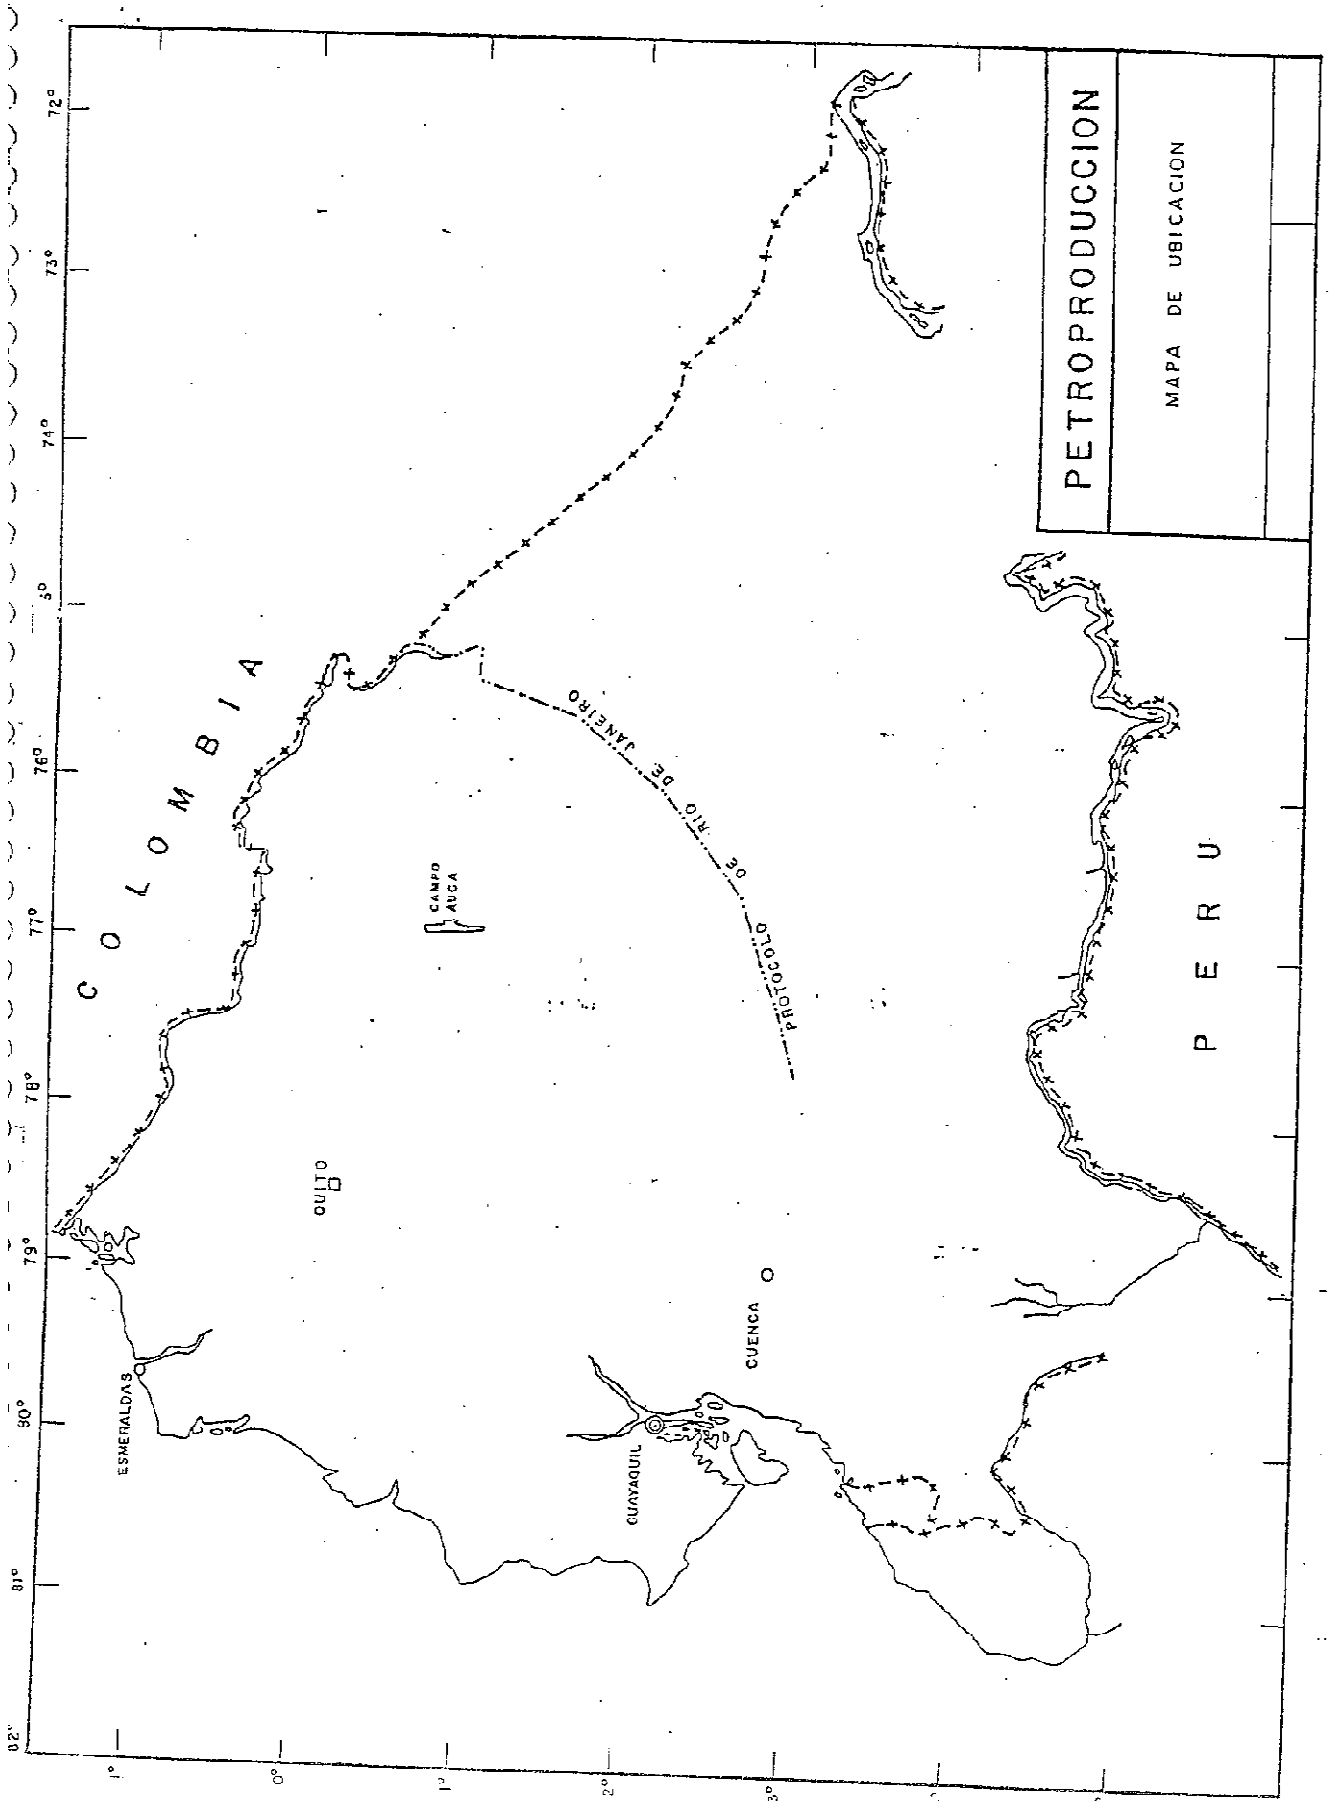 82°
81°
80°
79°
78°
77°
76°
74°
73°
72°
1°
0°
1°
2°
3°
COLOMBIA
ESMERALDAS
QUITO
CAMPO
AUCA
PROTOCOLO DE RIO DE JANEIRO
GUAYAQUIL
CUENCA
PERU
PETROPRODUCCION
MAPA DE UBICACION